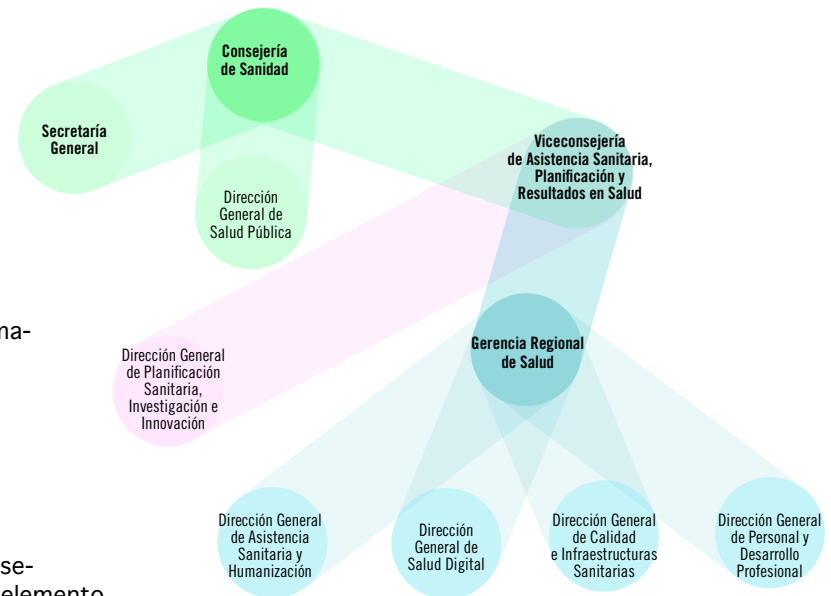 Consejería
de Sanidad
Secretaría
General
Viceconsejería
de Asistencia Sanitaria,
Planificación y
Resultados en Salud
Dirección
General de
Salud Pública
ma-
Gerencia Regional
de Salud
Dirección General
de Planificación
Sanitaria,
Investigación e
Innovación
Dirección General
de Asistencia
Sanitaria y
Humanización
Dirección
General de
Salud Digital
Dirección General
de Calidad
e Infraestructuras
Sanitarias
Dirección General
de Personal y
Desarrollo
Profesional
se-
elemento